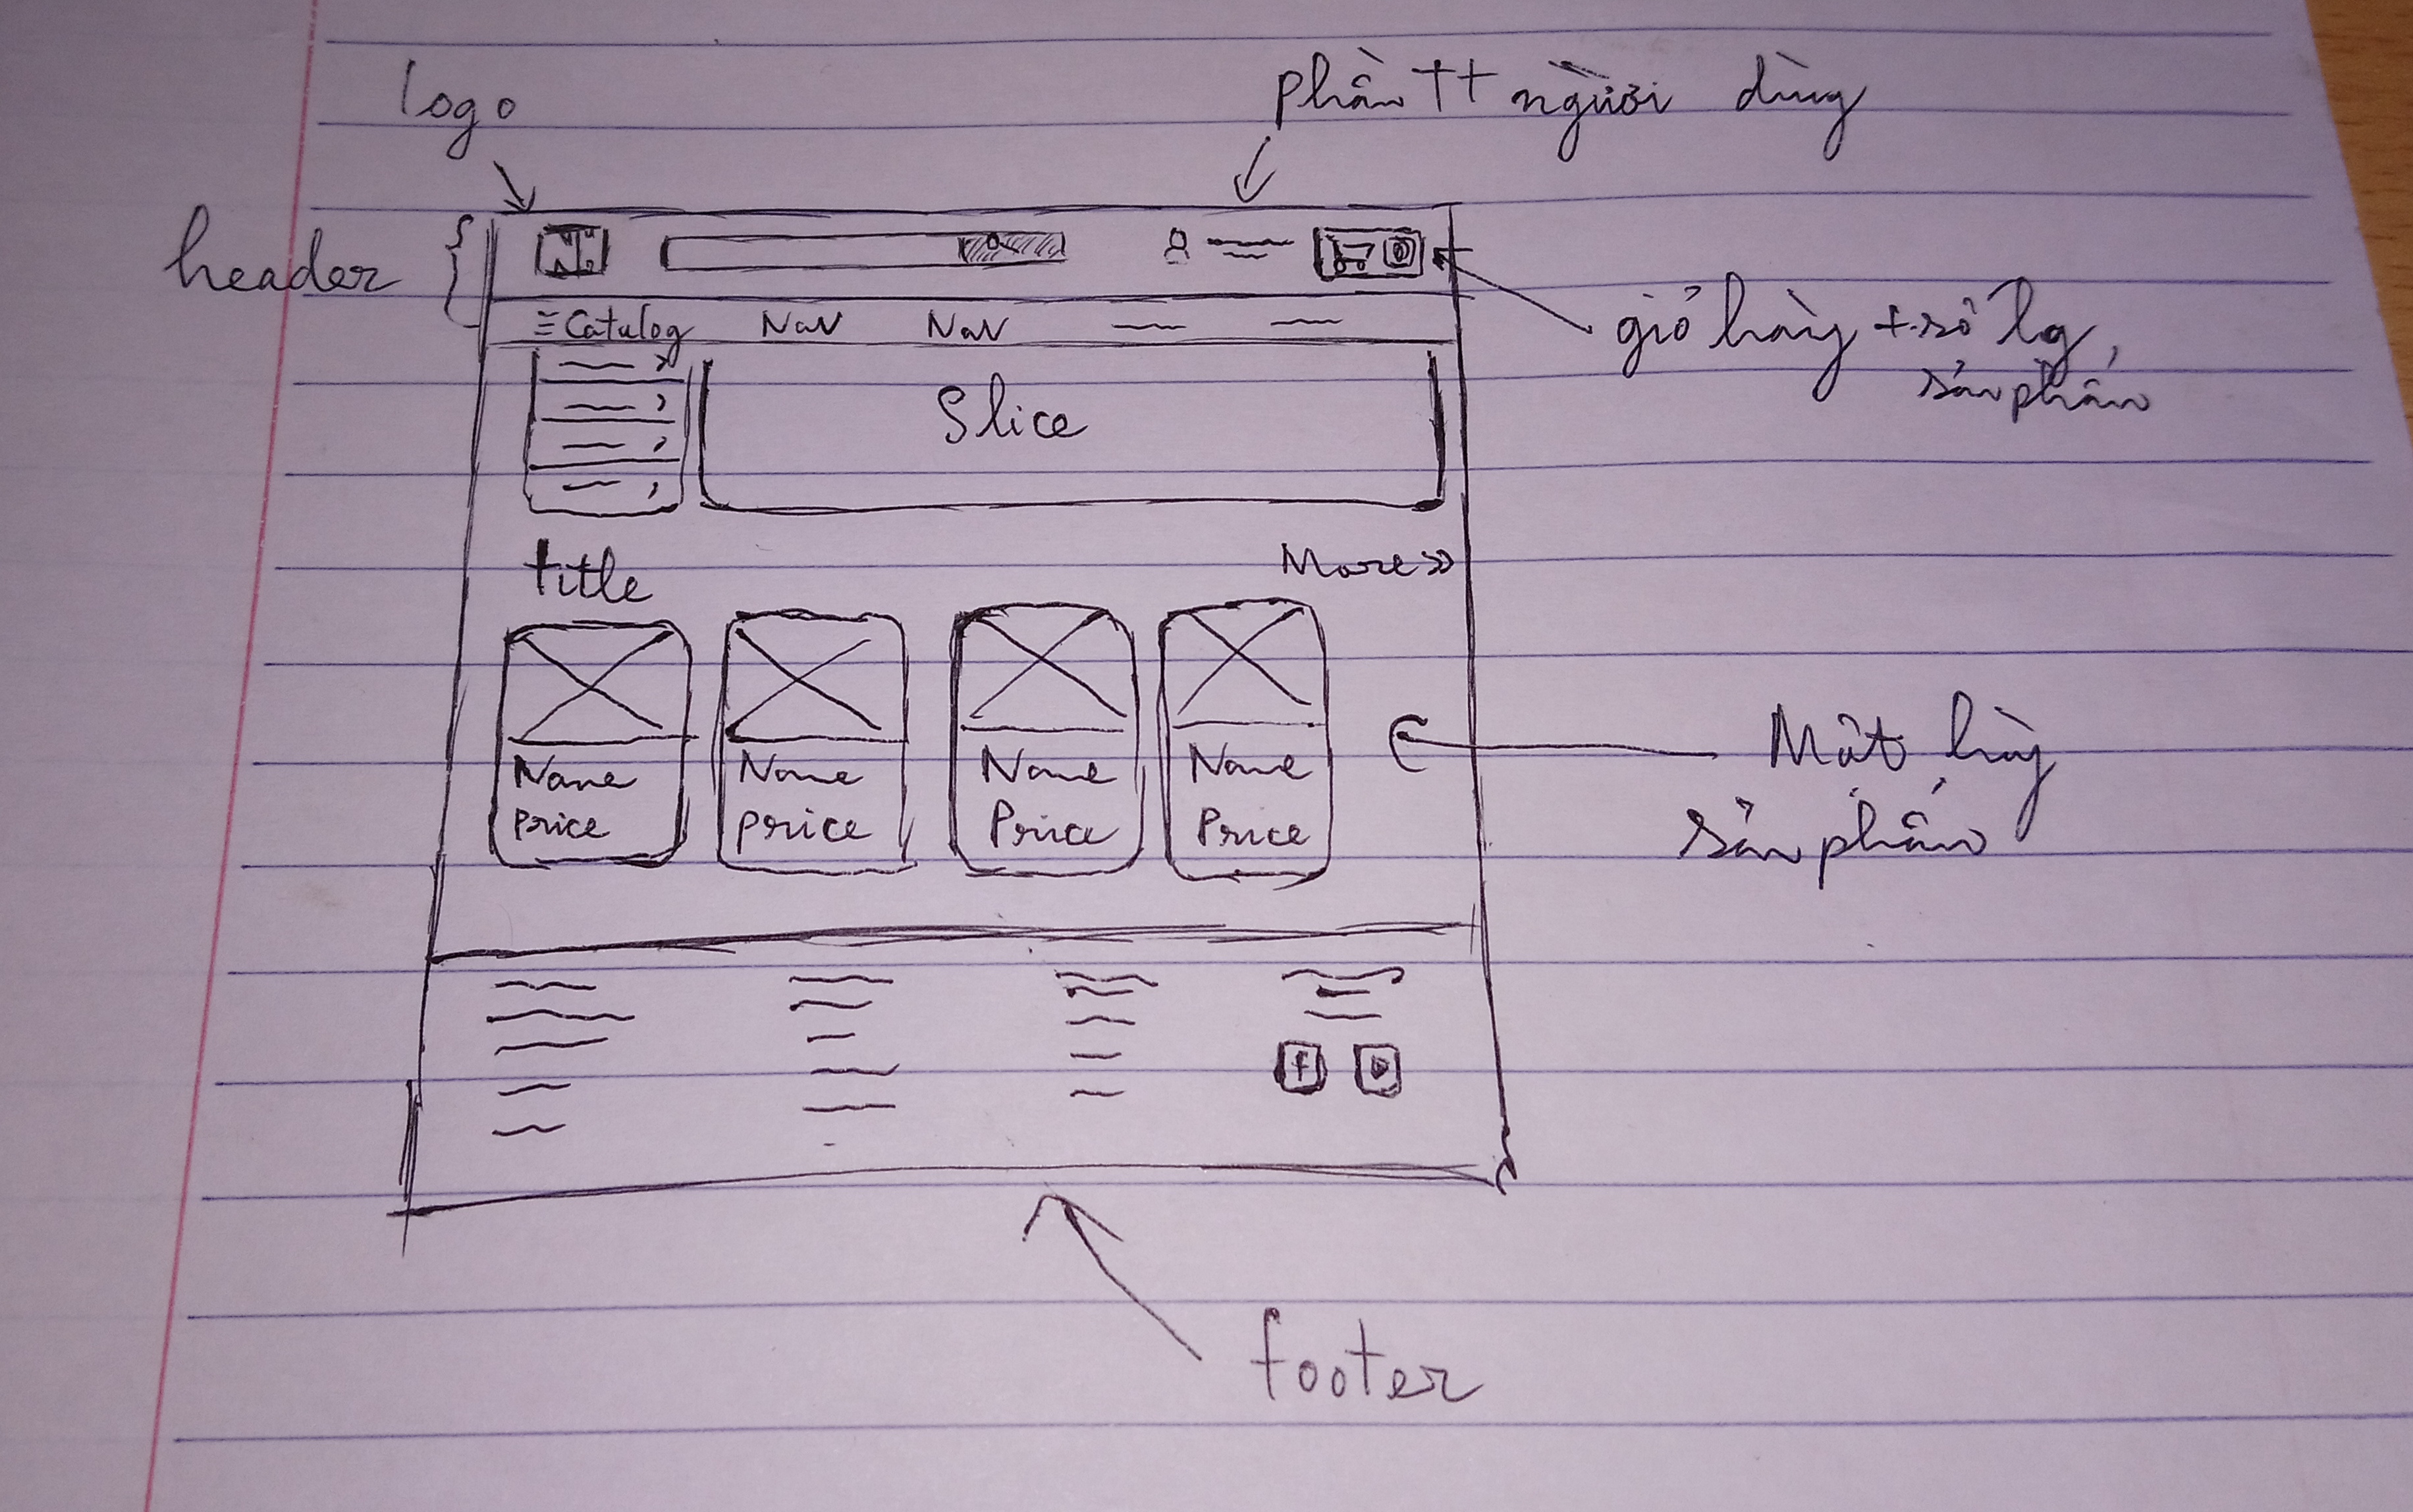 logo
phần tt người dùng
header
giỏ hàng + số lg
sản phẩm
Catalog NaV NaV
Slice
title More >>
Name Name Name Name
price price Price Price
Mặt hàng
sản phẩm
f
footer